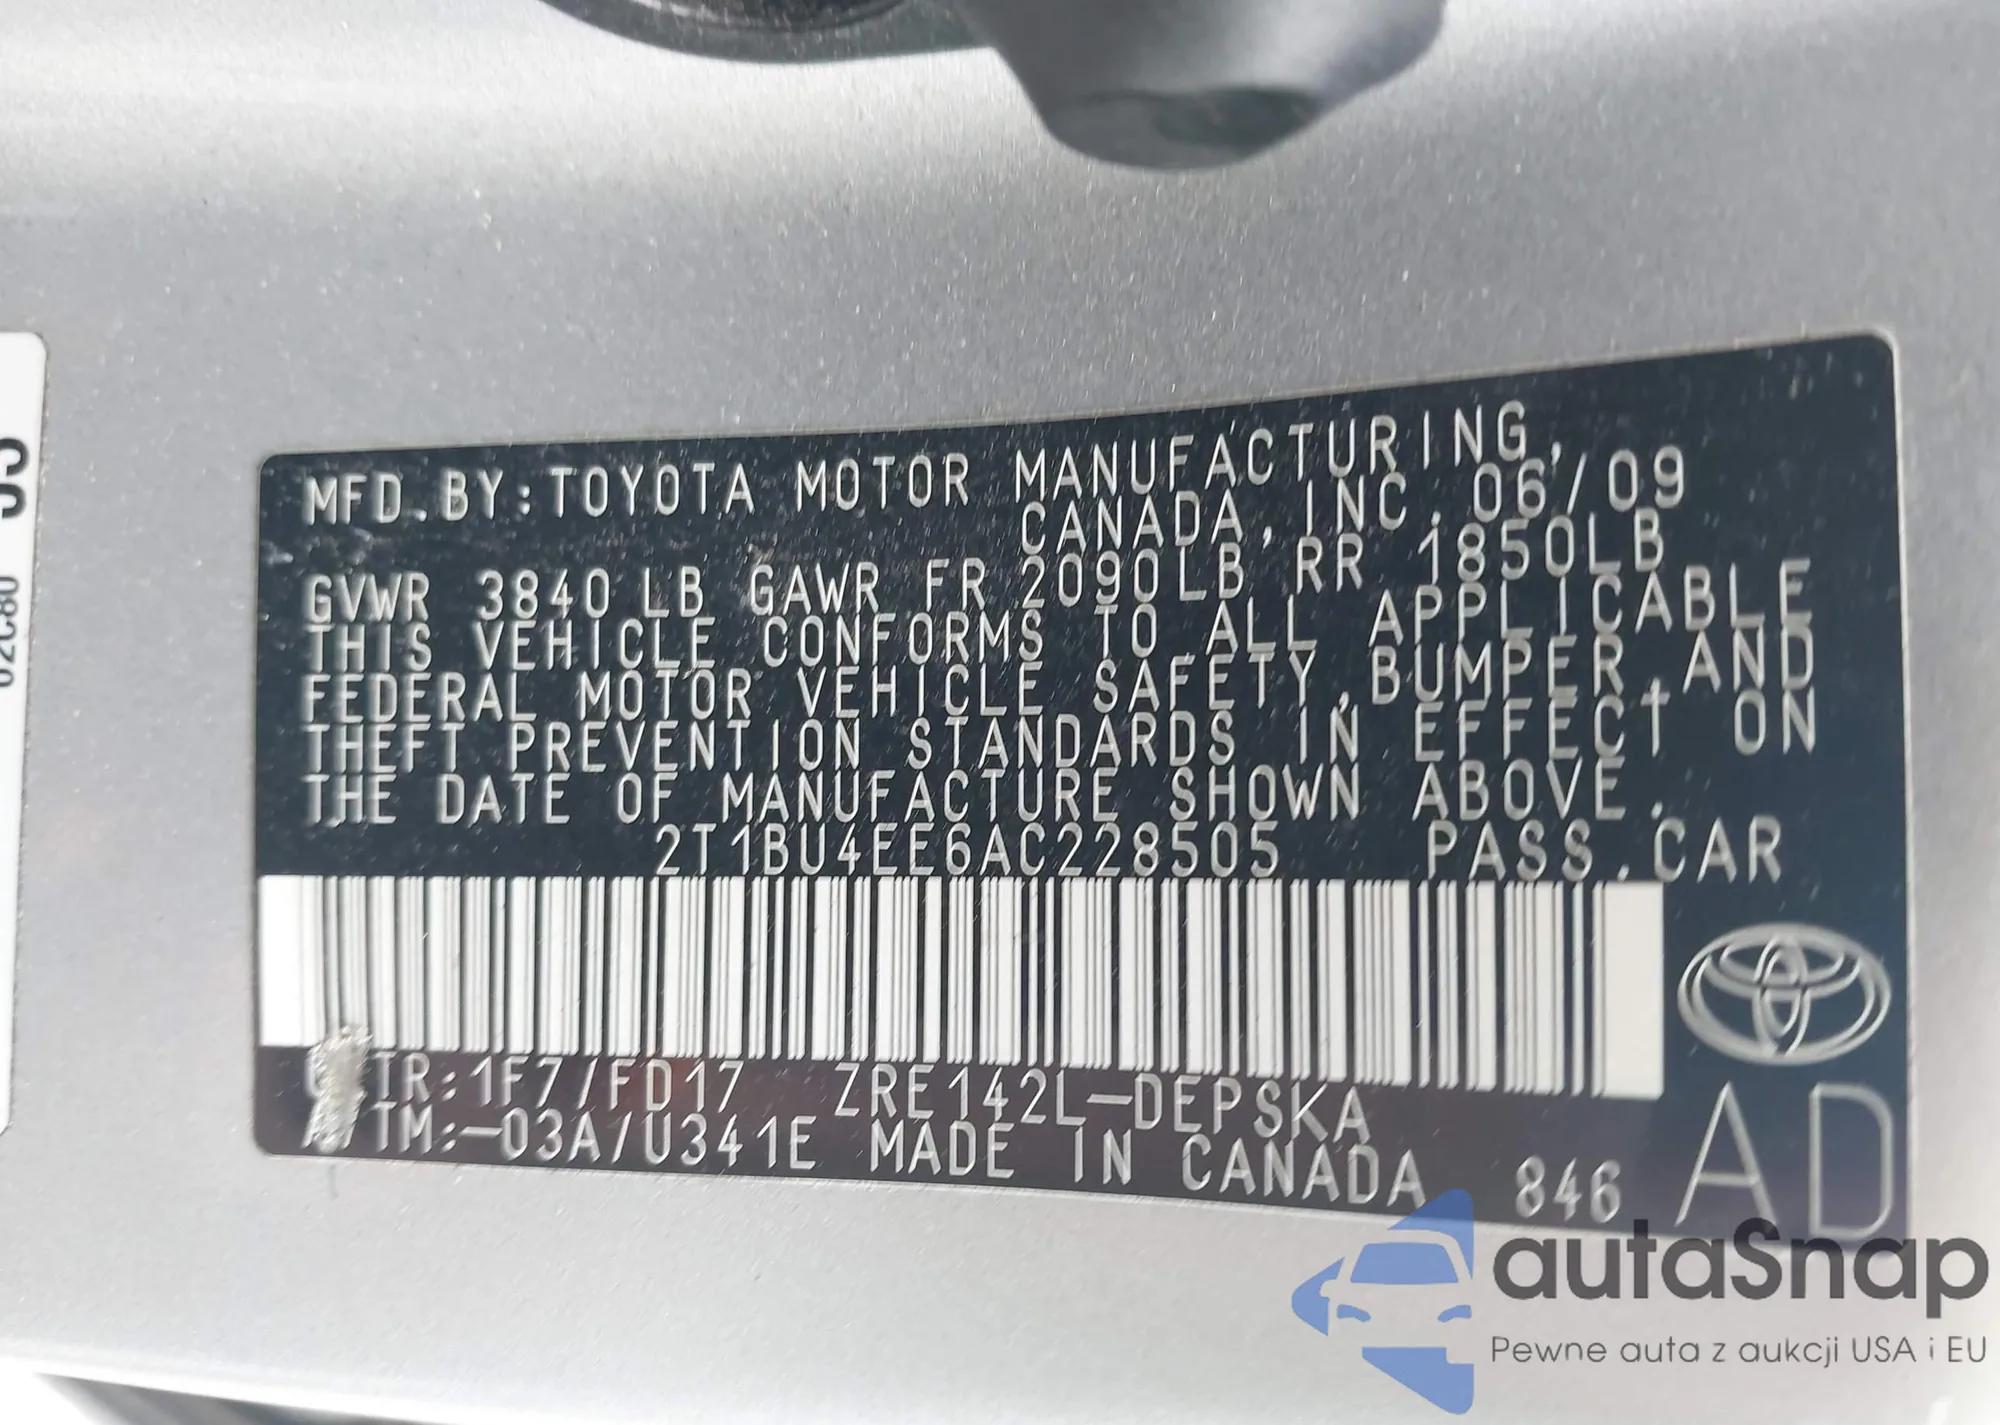 MFD.BY:TOYOTA MOTOR MANUFACTURING,
CANADA,INC. 06/09
GVWR 3840 LB GAWR FR 2090LB RR 1850LB
THIS VEHICLE CONFORMS TO ALL APPLICABLE
FEDERAL MOTOR VEHICLE SAFETY,BUMPER,AND
THEFT PREVENTION STANDARDS IN EFFECT ON
THE DATE OF MANUFACTURE SHOWN ABOVE.
2T1BU4EE6AC228505 PASS.CAR
TR:1F7/FD17 ZRE142L-DEPSKA
/TM:-03A/U341E MADE IN CANADA 846
AD
02C80
autaSnap
Pewne auta z aukcji USA i EU